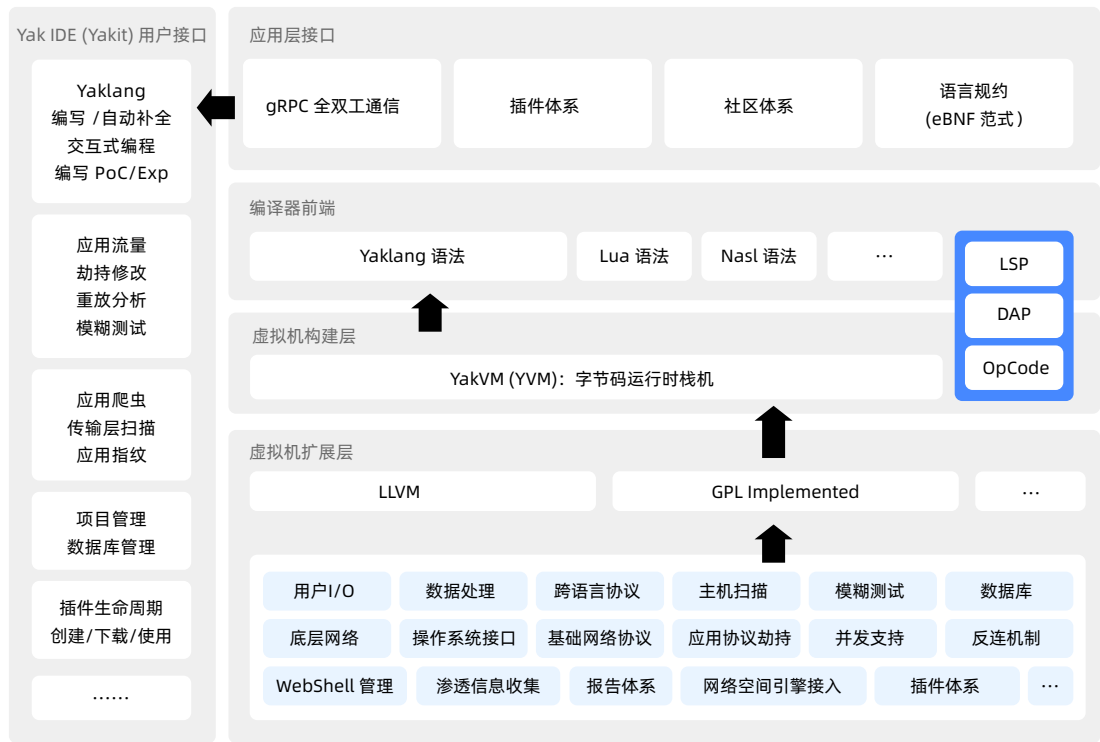 Yak IDE (Yakit) 用户接口
Yaklang
编写 /自动补全
交互式编程
编写 PoC/Exp
应用流量
劫持修改
重放分析
模糊测试
应用爬虫
传输层扫描
应用指纹
项目管理
数据库管理
插件生命周期
创建/下载/使用
······
应用层接口
gRPC 全双工通信
插件体系
社区体系
语言规约
(eBNF 范式)
编译器前端
Yaklang 语法
Lua 语法
Nasl 语法
···
LSP
DAP
OpCode
虚拟机构建层
YakVM (YVM)：字节码运行时栈机
虚拟机扩展层
LLVM
GPL Implemented
···
用户I/O
数据处理
跨语言协议
主机扫描
模糊测试
数据库
底层网络
操作系统接口
基础网络协议
应用协议劫持
并发支持
反连机制
WebShell 管理
渗透信息收集
报告体系
网络空间引擎接入
插件体系
···